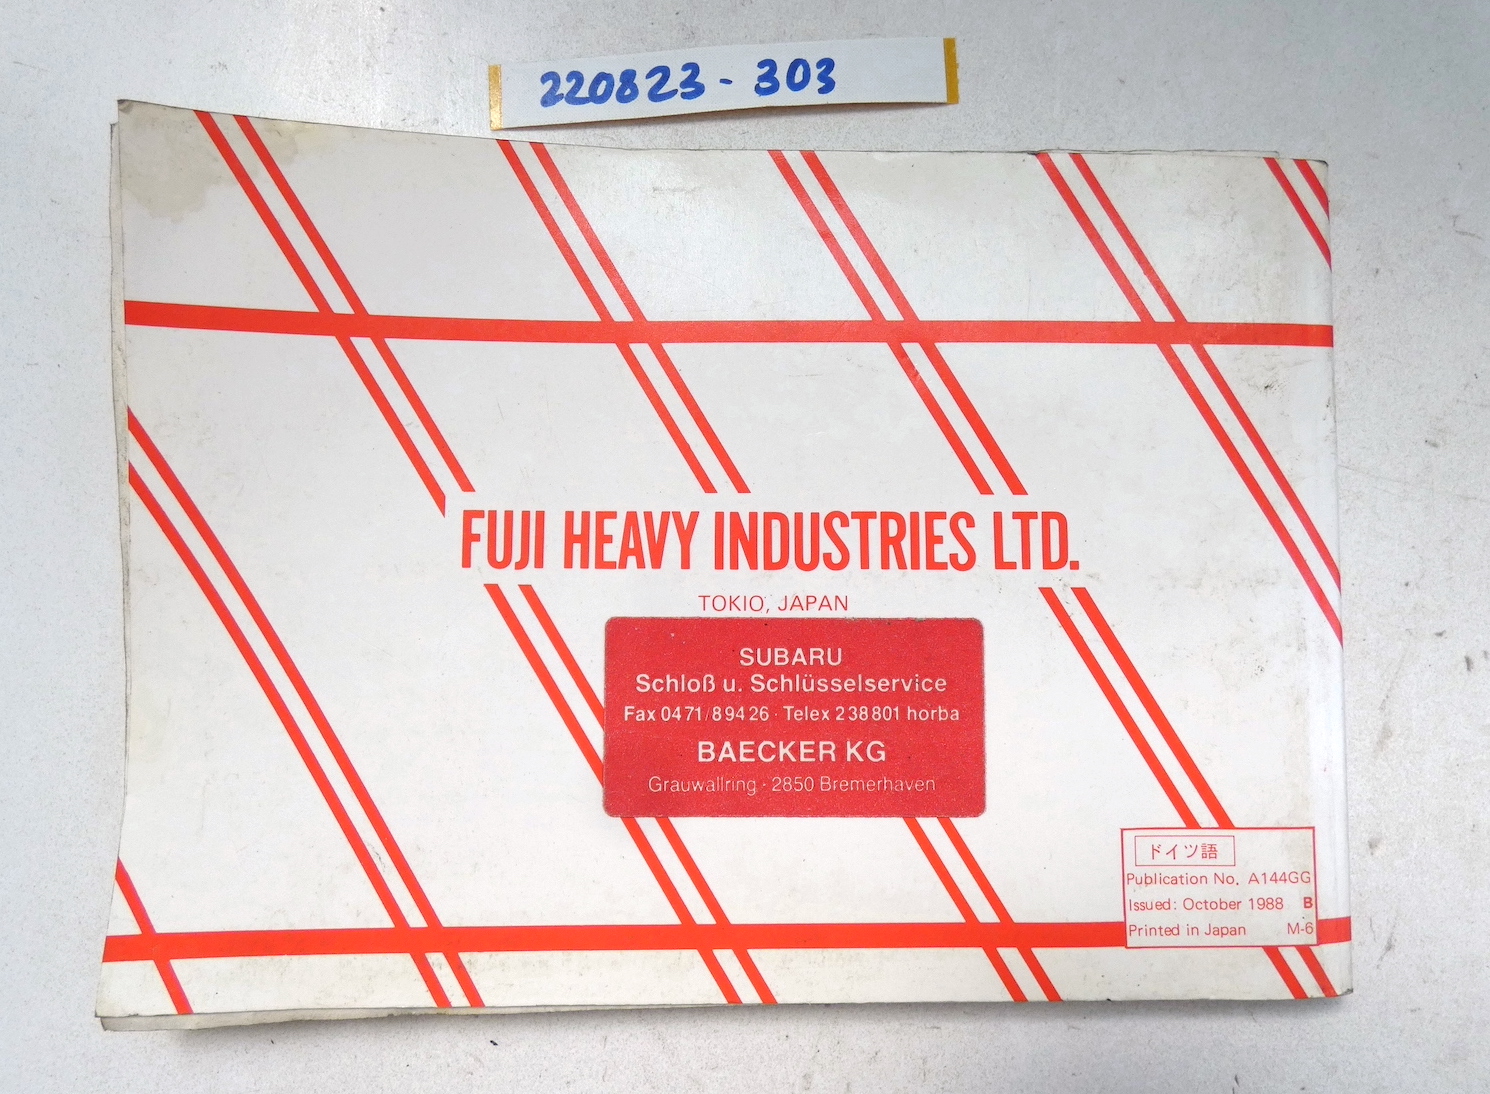 220823-303
FUJI HEAVY INDUSTRIES LTD.
TOKIO, JAPAN
SUBARU
Schloß u. Schlüsselservice
Fax 0471/89426 · Telex 238801 horba
BAECKER KG
Grauwallring · 2850 Bremerhaven
ドイツ語
Publication No. A144GG
Issued: October 1988 B
Printed in Japan M-6